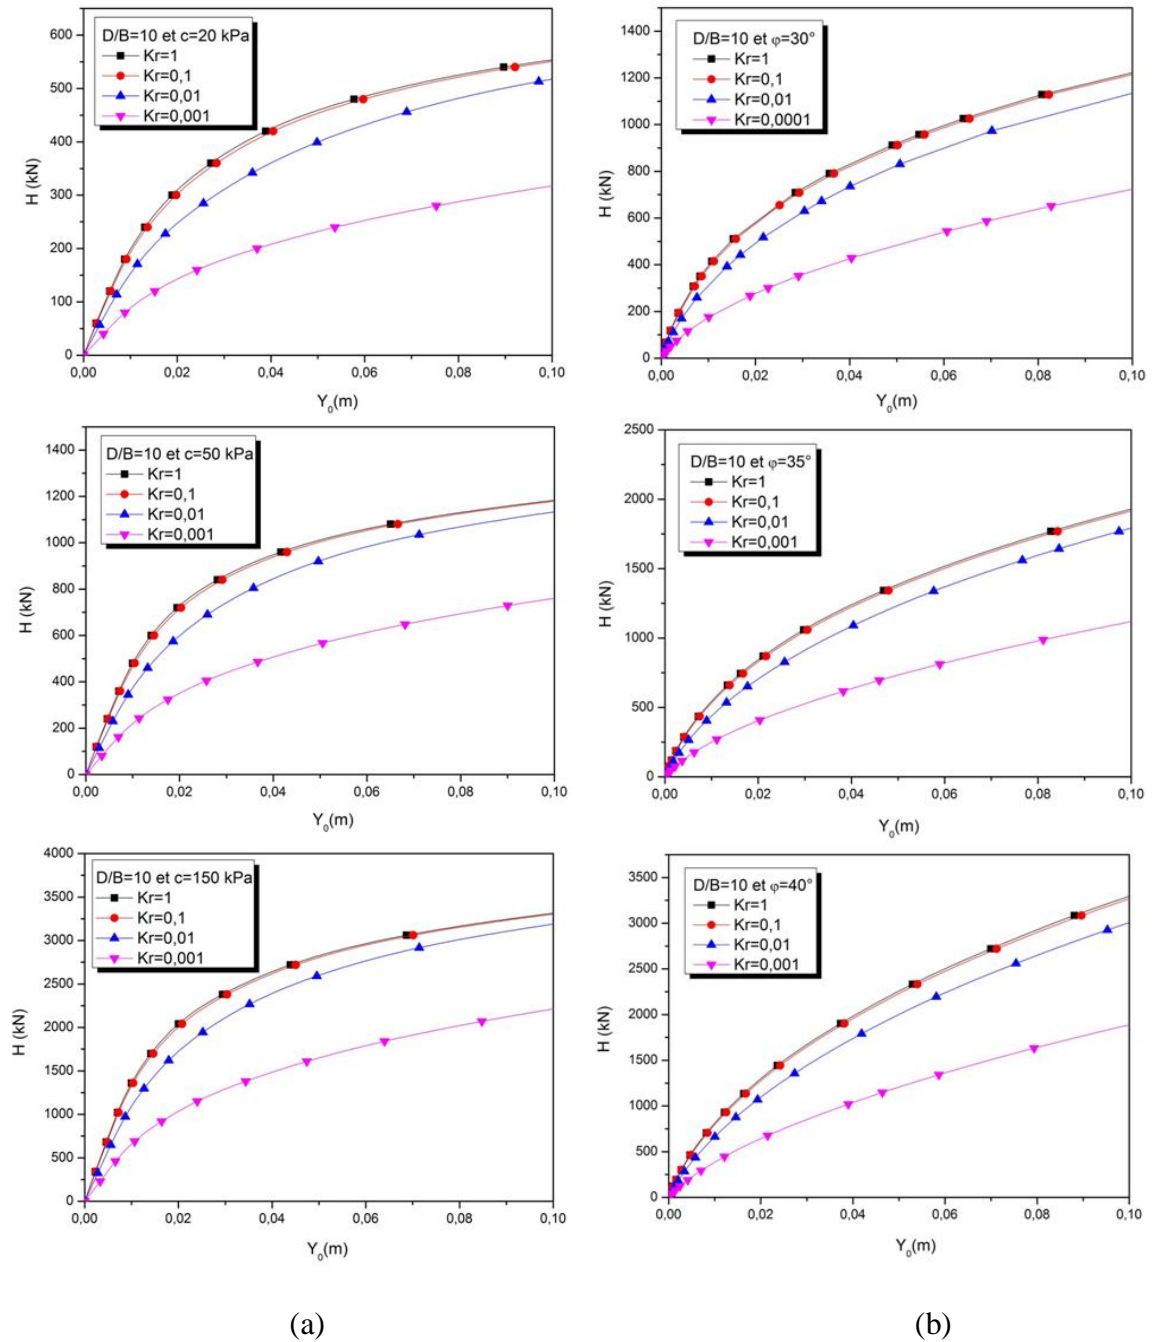 D/B=10 et c=20 kPa
Kr=1
Kr=0,1
Kr=0,01
Kr=0,001
600
500
400
300
200
100
0
H (kN)
0,00 0,02 0,04 0,06 0,08 0,10
Y0(m)
D/B=10 et φ=30°
Kr=1
Kr=0,1
Kr=0,01
Kr=0,0001
1400
1200
1000
800
600
400
200
0
H (kN)
0,00 0,02 0,04 0,06 0,08 0,10
Y0(m)
D/B=10 et c=50 kPa
Kr=1
Kr=0,1
Kr=0,01
Kr=0,001
1400
1200
1000
800
600
400
200
0
H (kN)
0,00 0,02 0,04 0,06 0,08 0,10
Y0(m)
D/B=10 et φ=35°
Kr=1
Kr=0,1
Kr=0,01
Kr=0,001
2500
2000
1500
1000
500
0
H (kN)
0,00 0,02 0,04 0,06 0,08 0,10
Y0(m)
D/B=10 et c=150 kPa
Kr=1
Kr=0,1
Kr=0,01
Kr=0,001
4000
3500
3000
2500
2000
1500
1000
500
0
H (kN)
0,00 0,02 0,04 0,06 0,08 0,10
Y0(m)
D/B=10 et φ=40°
Kr=1
Kr=0,1
Kr=0,01
Kr=0,001
3500
3000
2500
2000
1500
1000
500
0
H (kN)
0,00 0,02 0,04 0,06 0,08 0,10
Y0(m)
(a)
(b)